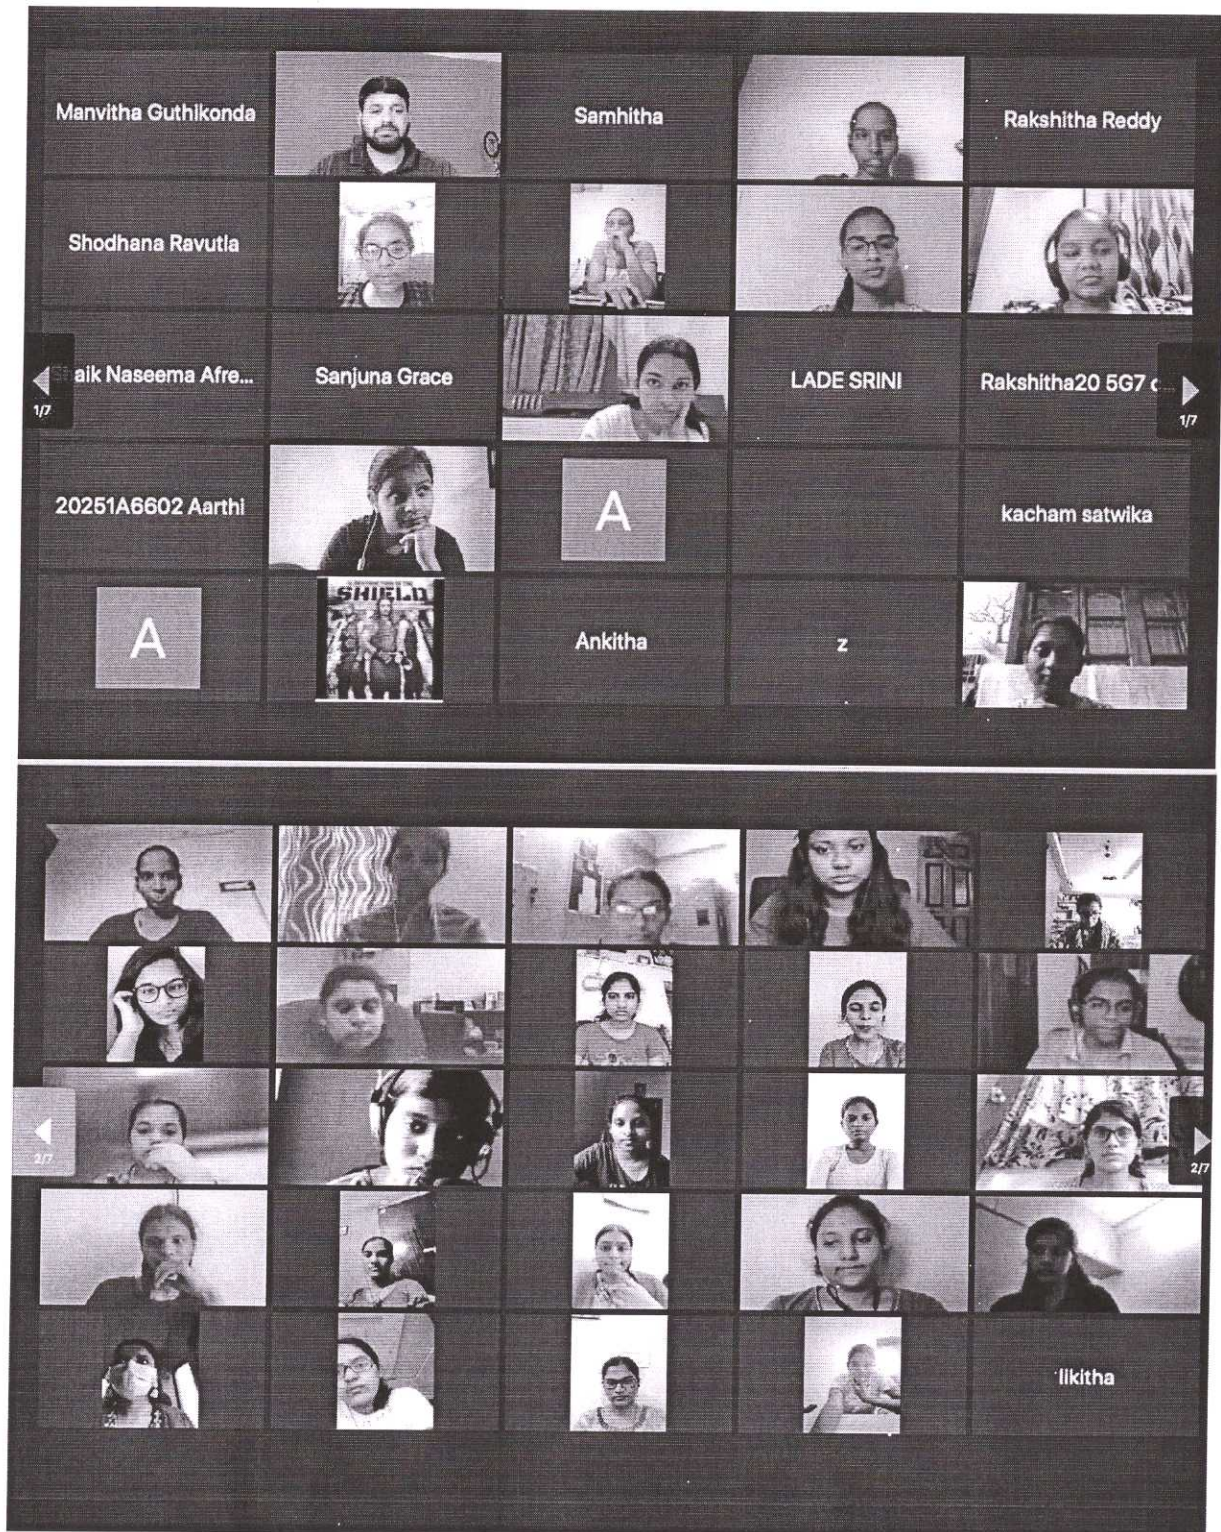 Manvitha Guthikonda
Samhitha
Rakshitha Reddy
Shodhana Ravutla
aik Naseema Afre...
Sanjuna Grace
LADE SRINI
Rakshitha20 5G7 c...
1/7
1/7
20251A6602 Aarthi
A
kacham satwika
A
SHIELD
Ankitha
z
2/7
2/7
likitha